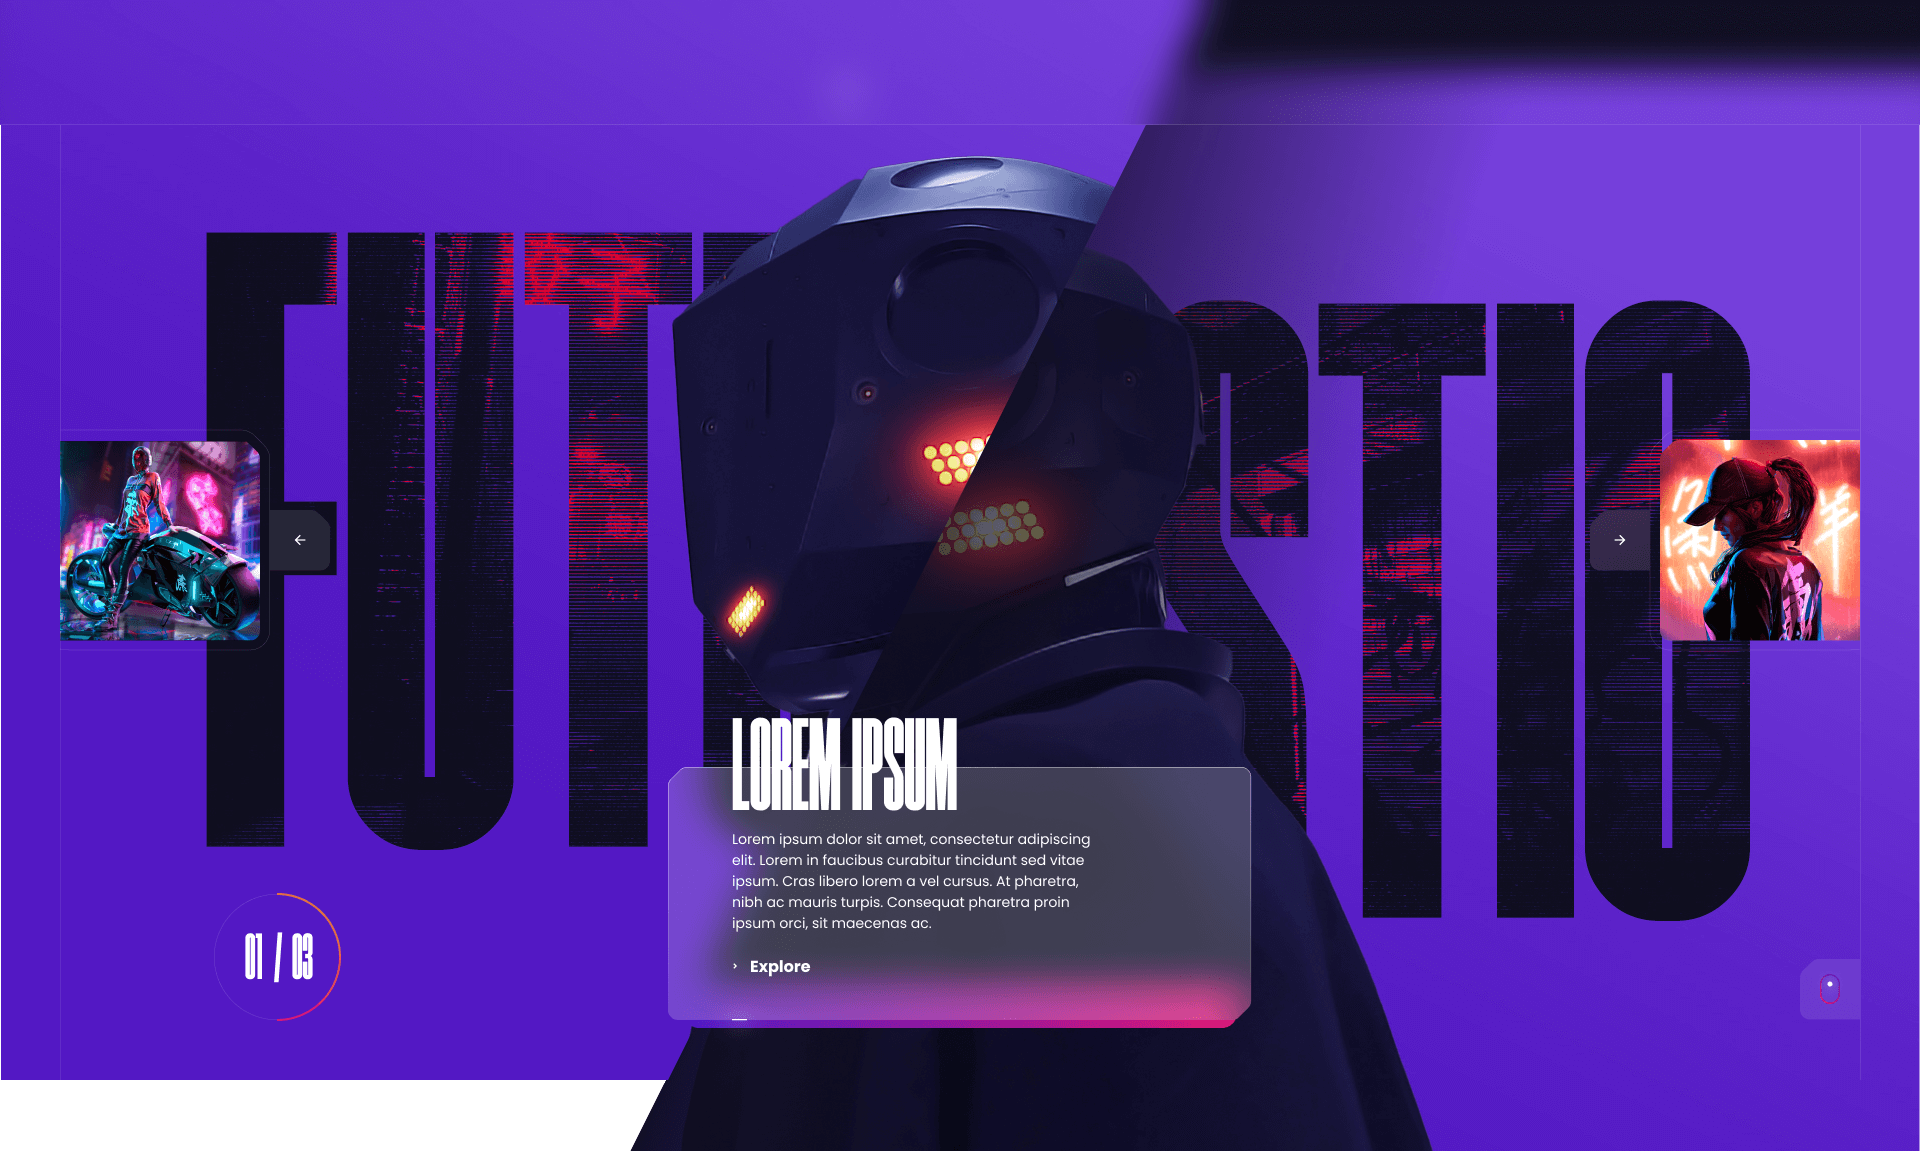 FUTU
STIC
LOREM IPSUM
Lorem ipsum dolor sit amet, consectetur adipiscing
elit. Lorem in faucibus curabitur tincidunt sed vitae
ipsum. Cras libero lorem a vel cursus. At pharetra,
nibh ac mauris turpis. Consequat pharetra proin
ipsum orci, sit maecenas ac.
Explore
01 / 03